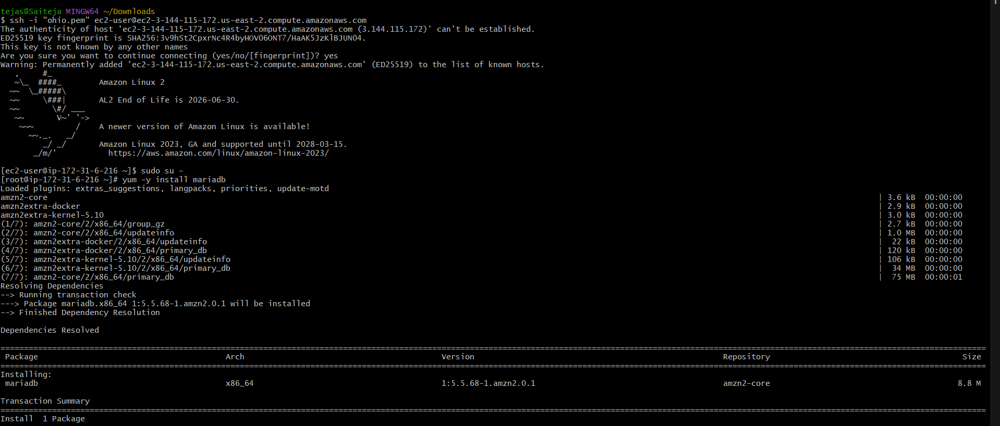 tejas@Saiteja MINGW64 ~/Downloads
$ ssh -i "ohio.pem" ec2-user@ec2-3-144-115-172.us-east-2.compute.amazonaws.com
The authenticity of host 'ec2-3-144-115-172.us-east-2.compute.amazonaws.com (3.144.115.172)' can't be established.
ED25519 key fingerprint is SHA256:3v9hSt2CpxrNc4R4byHOVO6ONT7/HaAK5JzKlBJUNO4.
This key is not known by any other names
Are you sure you want to continue connecting (yes/no/[fingerprint])? yes
Warning: Permanently added 'ec2-3-144-115-172.us-east-2.compute.amazonaws.com' (ED25519) to the list of known hosts.
   ,     #_
   ~\_  ####_        Amazon Linux 2
  ~~  \_#####\
  ~~     \###|       AL2 End of Life is 2026-06-30.
  ~~       \#/ ___
   ~~       V~' '->
    ~~~         /    A newer version of Amazon Linux is available!
      ~~._.   _/
         _/ _/       Amazon Linux 2023, GA and supported until 2028-03-15.
       _/m/'           https://aws.amazon.com/linux/amazon-linux-2023/
[ec2-user@ip-172-31-6-216 ~]$ sudo su -
[root@ip-172-31-6-216 ~]# yum -y install mariadb
Loaded plugins: extras_suggestions, langpacks, priorities, update-motd
amzn2-core | 3.6 kB 00:00:00
amzn2extra-docker | 2.9 kB 00:00:00
amzn2extra-kernel-5.10 | 3.0 kB 00:00:00
(1/7): amzn2-core/2/x86_64/group_gz | 2.7 kB 00:00:00
(2/7): amzn2-core/2/x86_64/updateinfo | 1.0 MB 00:00:00
(3/7): amzn2extra-docker/2/x86_64/updateinfo | 22 kB 00:00:00
(4/7): amzn2extra-docker/2/x86_64/primary_db | 120 kB 00:00:00
(5/7): amzn2extra-kernel-5.10/2/x86_64/updateinfo | 106 kB 00:00:00
(6/7): amzn2extra-kernel-5.10/2/x86_64/primary_db | 34 MB 00:00:00
(7/7): amzn2-core/2/x86_64/primary_db | 75 MB 00:00:01
Resolving Dependencies
--> Running transaction check
---> Package mariadb.x86_64 1:5.5.68-1.amzn2.0.1 will be installed
--> Finished Dependency Resolution
Dependencies Resolved
Package Arch Version Repository Size
Installing:
mariadb x86_64 1:5.5.68-1.amzn2.0.1 amzn2-core 8.8 M
Transaction Summary
Install  1 Package